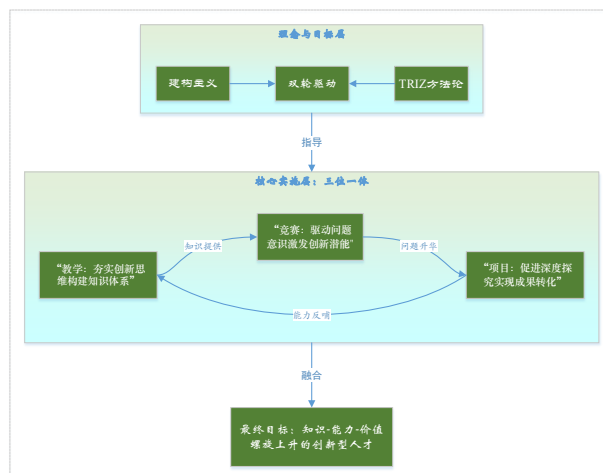 理念与目标层
建构主义
双轮驱动
TRIZ方法论
指导
核心实施层：三位一体
“竞赛：驱动问题
意识激发创新潜能”
知识提供
问题升华
“教学：夯实创新思
维构建知识体系”
“项目：促进深度探
究实现成果转化”
能力反哺
融合
最终目标：知识-能力-价值
螺旋上升的创新型人才